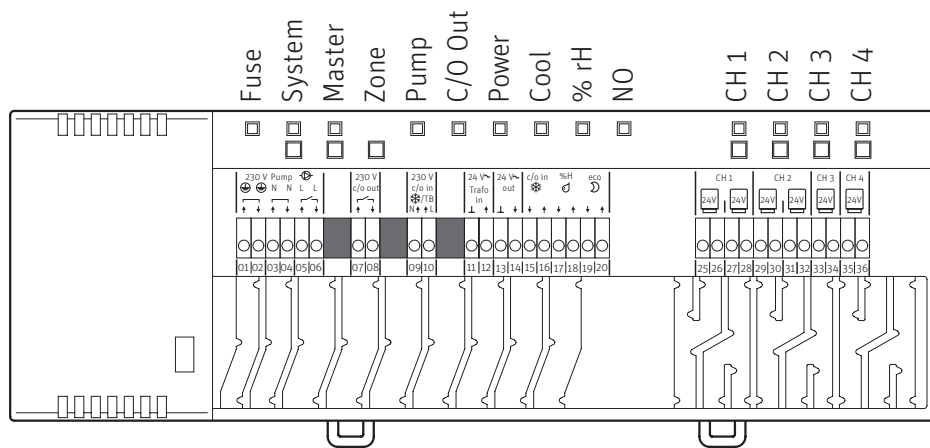 Fuse System Master Zone Pump C/O Out Power Cool % rH NO CH 1 CH 2 CH 3 CH 4
230 V Pump 230 V 230 V 24 V~ 24 V~ c/o in %H eco CH 1 CH 2 CH 3 CH 4
N N L L c/o out c/o in Trafo out 24V 24V 24V 24V 24V 24V
/TB in
N L
01 02 03 04 05 06 07 08 09 10 11 12 13 14 15 16 17 18 19 20 25 26 27 28 29 30 31 32 33 34 35 36